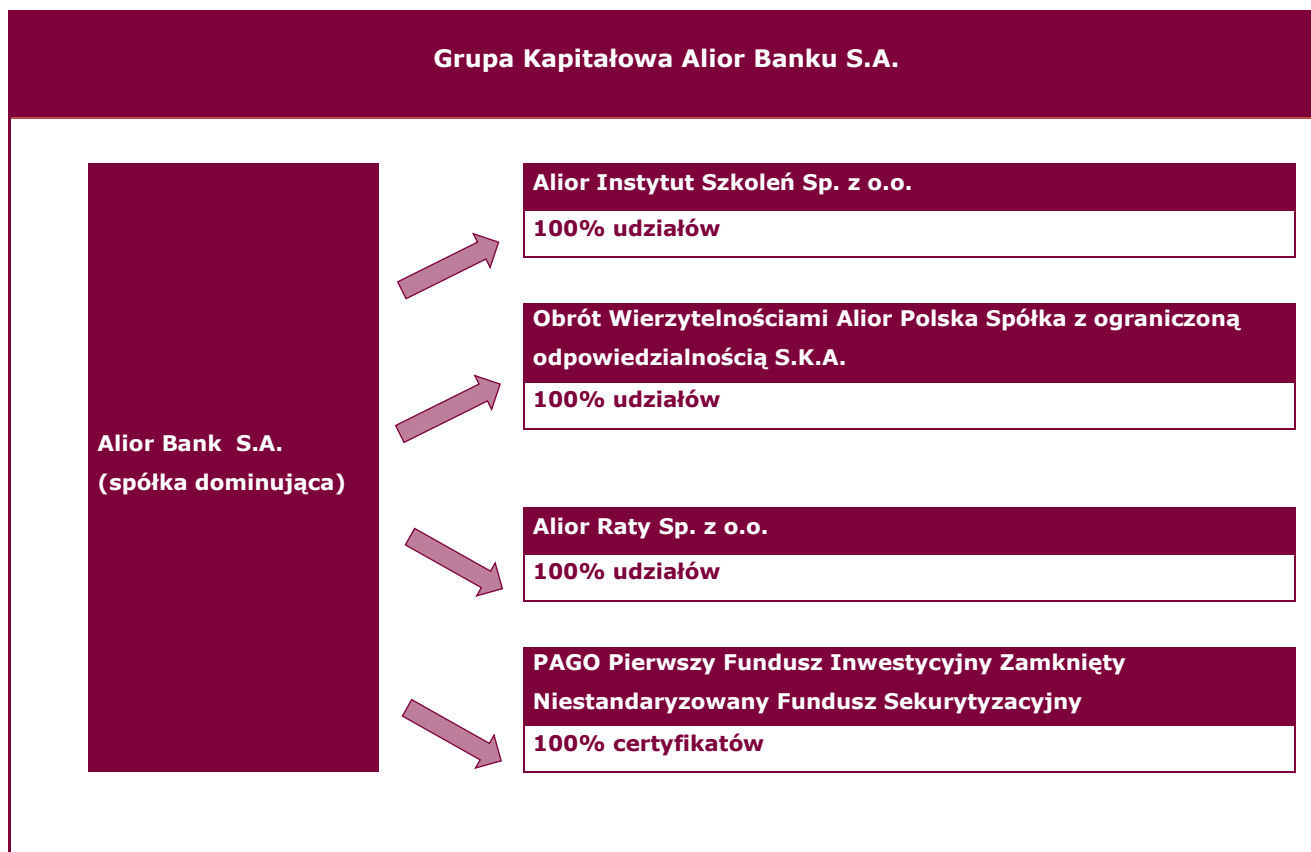 Grupa Kapitałowa Alior Banku S.A.
Alior Bank S.A.
(spółka dominująca)
Alior Instytut Szkoleń Sp. z o.o.
100% udziałów
Obrót Wierzytelnościami Alior Polska Spółka z ograniczoną
odpowiedzialnością S.K.A.
100% udziałów
Alior Raty Sp. z o.o.
100% udziałów
PAGO Pierwszy Fundusz Inwestycyjny Zamknięty
Niestandaryzowany Fundusz Sekurytyzacyjny
100% certyfikatów